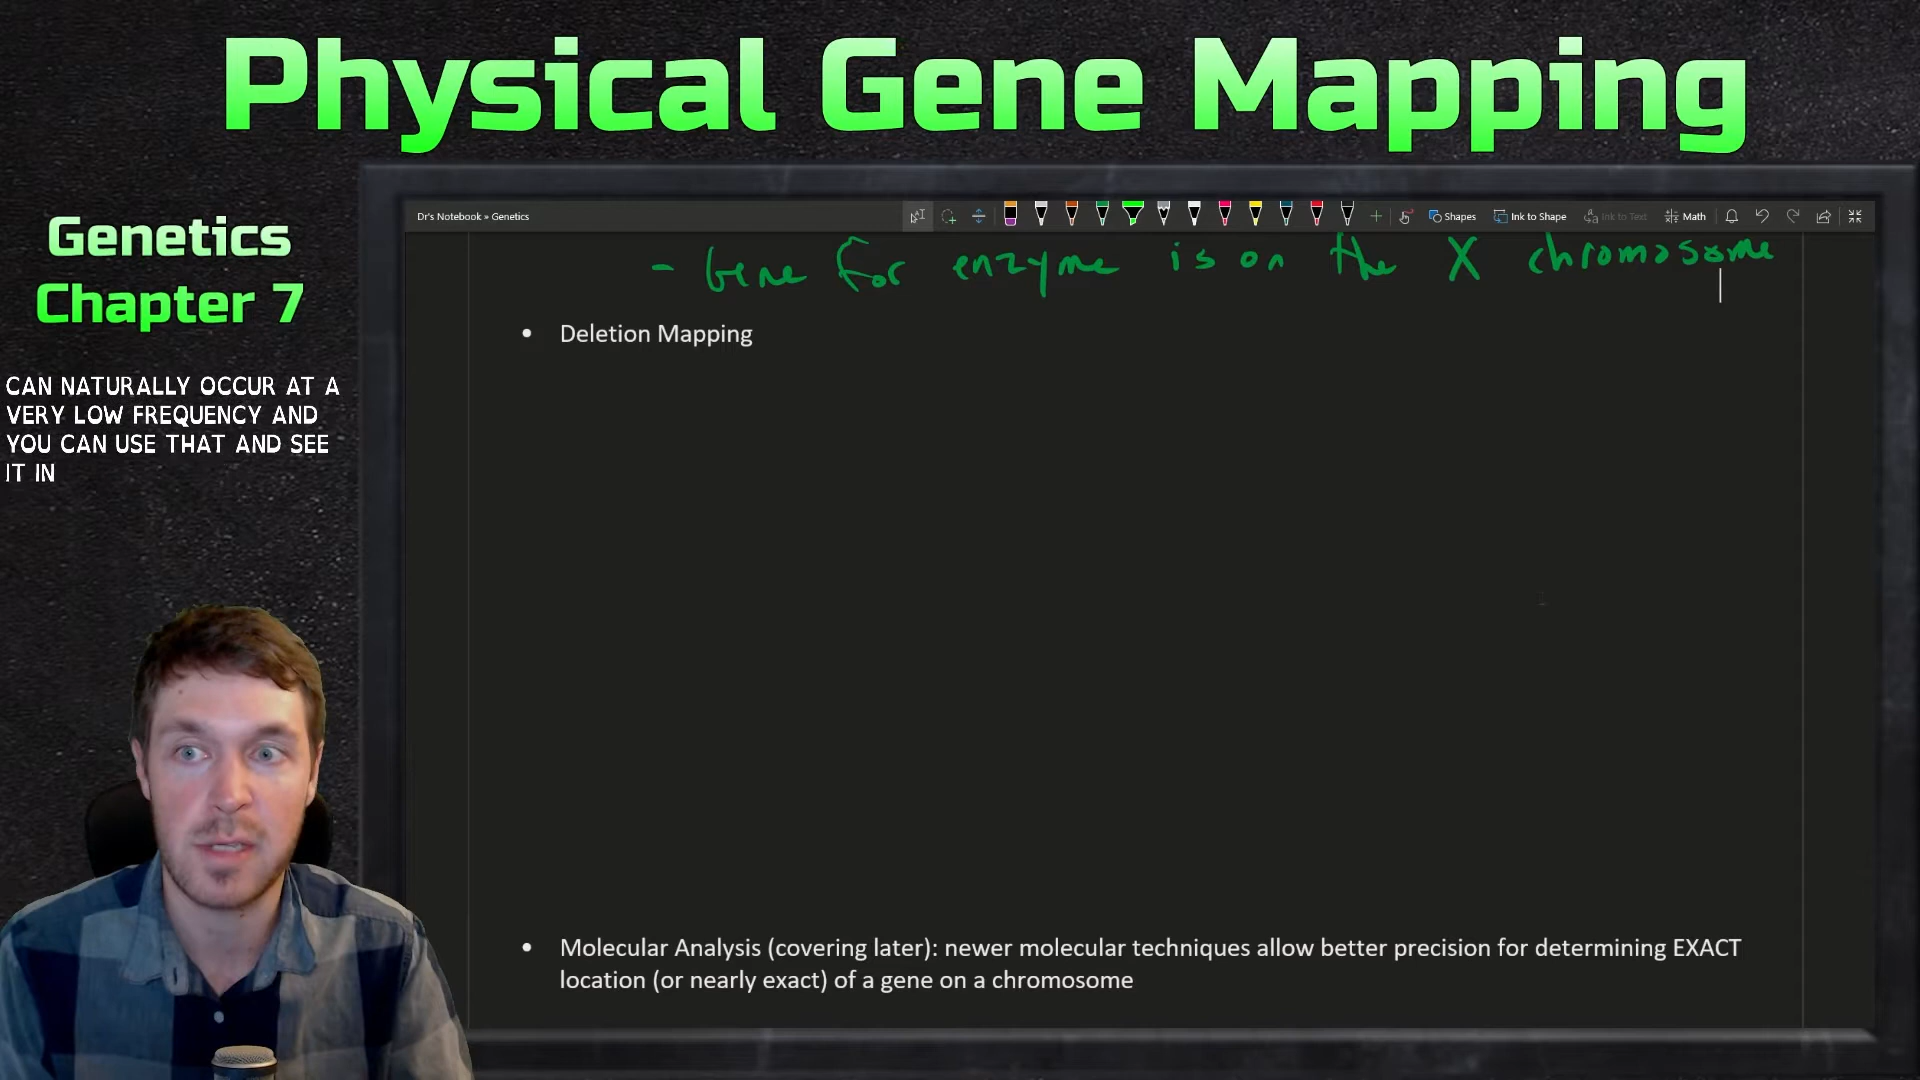 Physical Gene Mapping
Genetics
Chapter 7
CAN NATURALLY OCCUR AT A
VERY LOW FREQUENCY AND
YOU CAN USE THAT AND SEE
IT IN
Dr's Notebook » Genetics
Shapes
Ink to Shape
Ink to Text
Math
- Gene for enzyme is on the X chromosome
• Deletion Mapping
• Molecular Analysis (covering later): newer molecular techniques allow better precision for determining EXACT
location (or nearly exact) of a gene on a chromosome